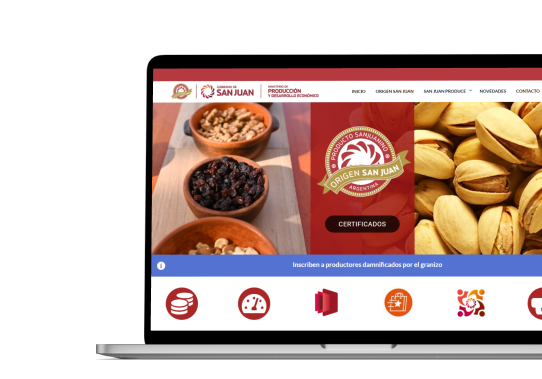 GOBIERNO DE
SAN JUAN
MINISTERIO DE
PRODUCCIÓN
Y DESARROLLO ECONÓMICO
INICIO
ORIGEN SAN JUAN
SAN JUAN PRODUCE
NOVEDADES
CONTACTO
PRODUCTO SANJUANINO
ORIGEN SAN JUAN
ARGENTINA
CERTIFICADOS
Inscriben a productores damnificados por el granizo